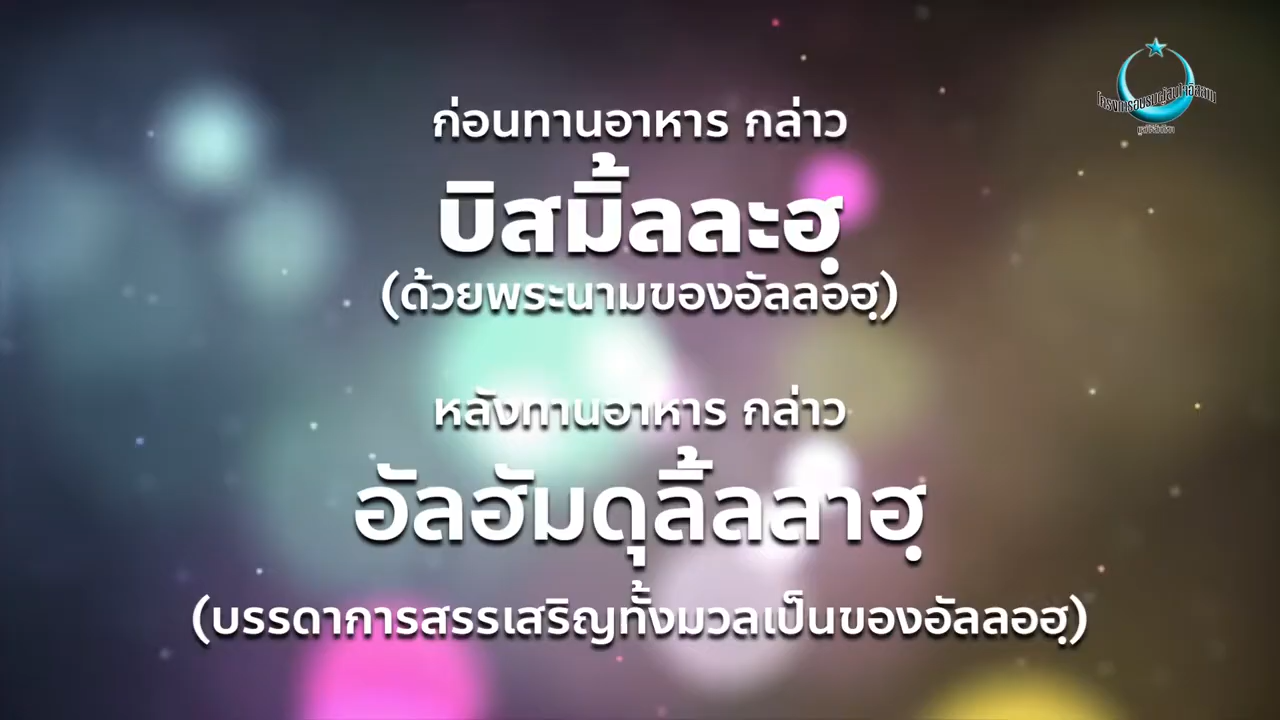 ก่อนทานอาหาร กล่าว
บิสมิ้ลละฮฺ
(ด้วยพระนามของอัลลอฮฺ)
หลังทานอาหาร กล่าว
อัลฮัมดุลิ้ลลาฮฺ
(บรรดาการสรรเสริญทั้งมวลเป็นของอัลลอฮฺ)